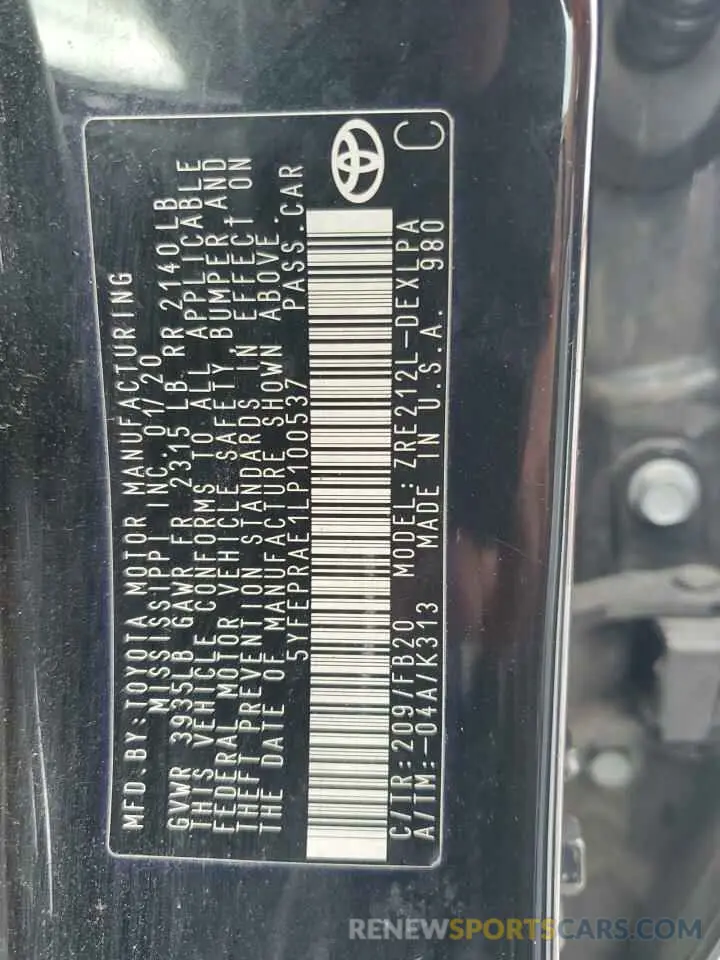 MFD.BY:TOYOTA MOTOR MANUFACTURING
MISSISSIPPI INC. 01/20
GVWR 3935LB GAWR FR 2315 LB RR 2140LB
THIS VEHICLE CONFORMS TO ALL APPLICABLE
FEDERAL MOTOR VEHICLE SAFETY, BUMPER AND
THEFT PREVENTION STANDARDS IN EFFECT ON
THE DATE OF MANUFACTURE SHOWN ABOVE.
5YFEPRAE1LP100537 PASS.CAR
C/TR:209/FB20 MODEL:ZRE212L-DEXLPA
A/TM:-04A/K313 MADE IN U.S.A. 980
C
RENEWSPORTSCARS.COM